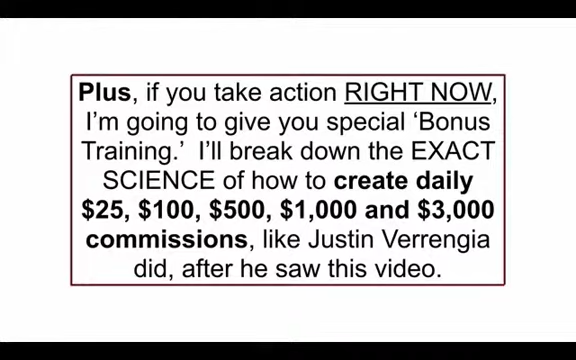 Plus, if you take action RIGHT NOW,
I'm going to give you special ‘Bonus
Training.’ I'll break down the EXACT
SCIENCE of how to create daily
$25, $100, $500, $1,000 and $3,000
commissions, like Justin Verrengia
did, after he saw this video.